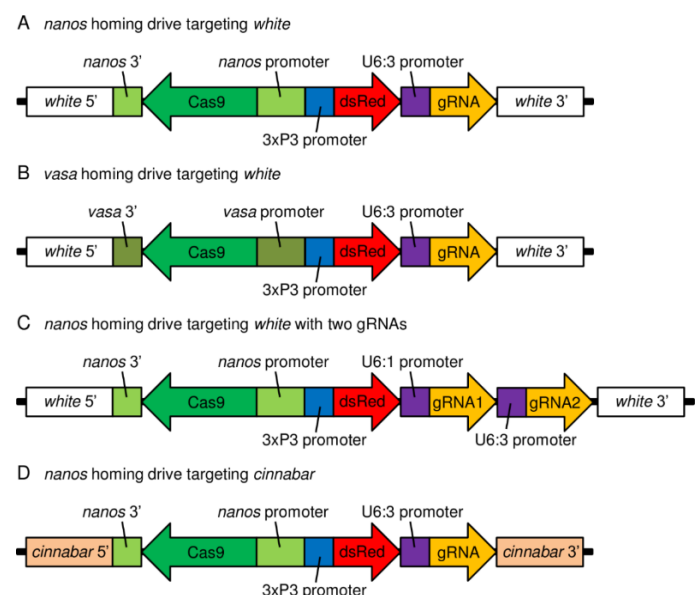 A nanos homing drive targeting white
nanos 3’ nanos promoter U6:3 promoter
white 5’ Cas9 dsRed gRNA white 3’
3xP3 promoter
B vasa homing drive targeting white
vasa 3’ vasa promoter U6:3 promoter
white 5’ Cas9 dsRed gRNA white 3’
3xP3 promoter
C nanos homing drive targeting white with two gRNAs
nanos 3’ nanos promoter U6:1 promoter
white 5’ Cas9 dsRed gRNA1 gRNA2 white 3’
3xP3 promoter U6:3 promoter
D nanos homing drive targeting cinnabar
nanos 3’ nanos promoter U6:3 promoter
cinnabar 5’ Cas9 dsRed gRNA cinnabar 3’
3xP3 promoter